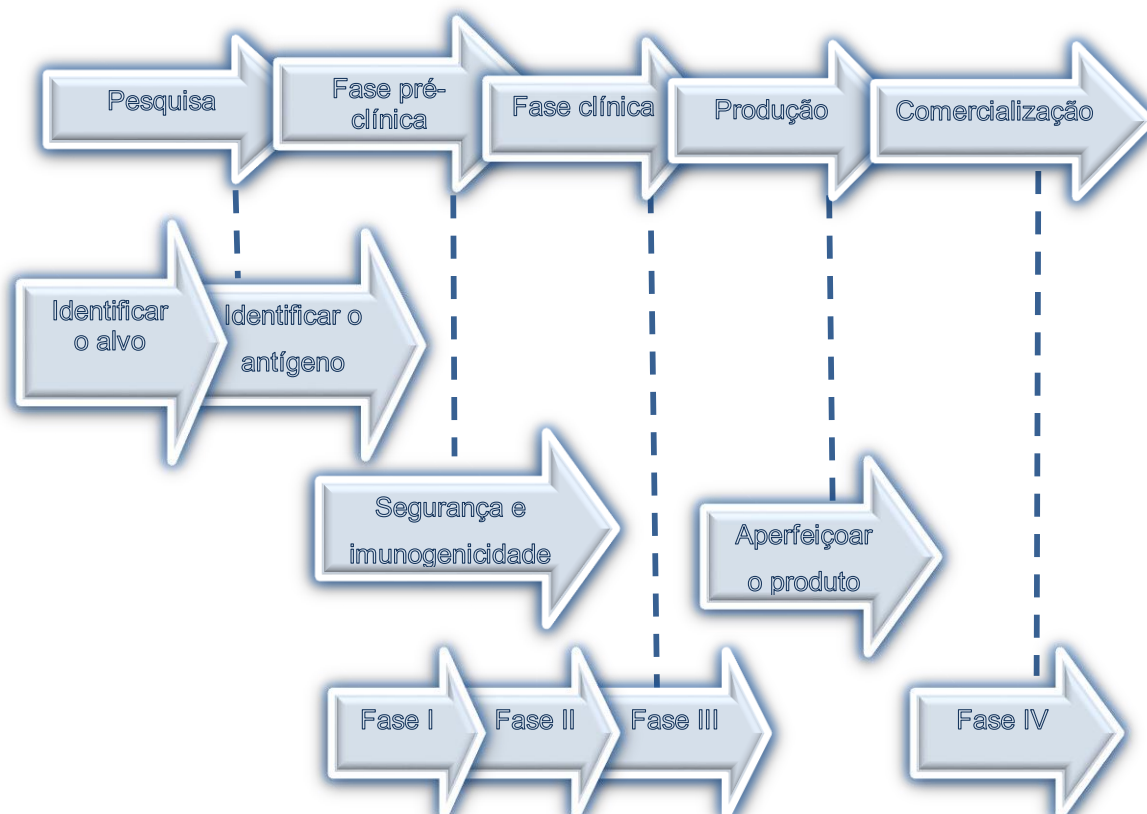 Pesquisa
Fase pré-
clínica
Fase clínica
Produção
Comercialização
Identificar
o alvo
Identificar o
antígeno
Segurança e
imunogenicidade
Aperfeiçoar
o produto
Fase I
Fase II
Fase III
Fase IV